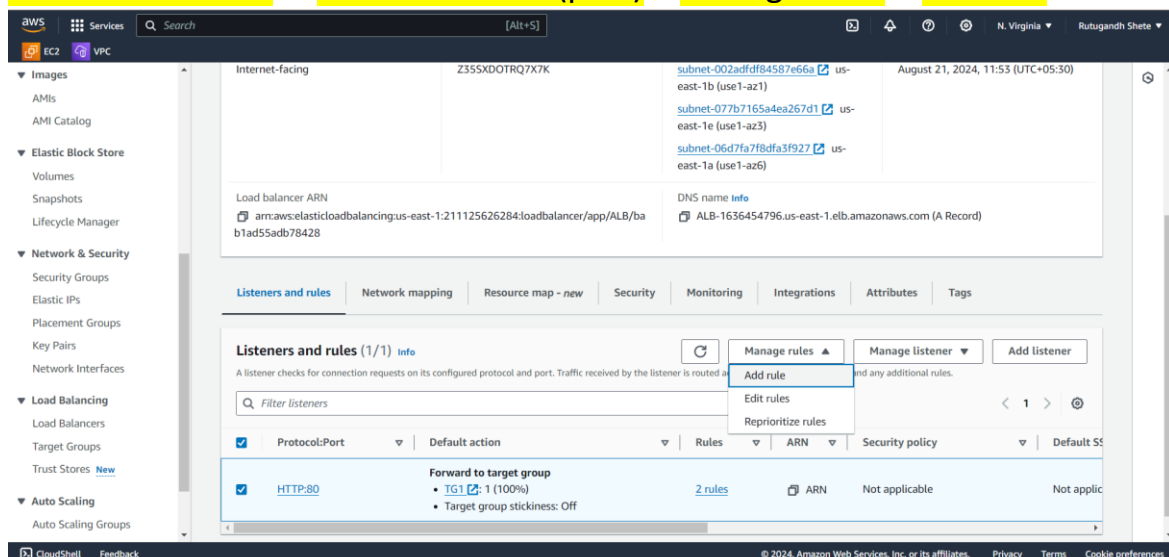 (port)
aws Services Search [Alt+S] N. Virginia ▼ Rutugandh Shete ▼
EC2 VPC
▼ Images
AMIs
AMI Catalog
▼ Elastic Block Store
Volumes
Snapshots
Lifecycle Manager
▼ Network & Security
Security Groups
Elastic IPs
Placement Groups
Key Pairs
Network Interfaces
▼ Load Balancing
Load Balancers
Target Groups
Trust Stores New
▼ Auto Scaling
Auto Scaling Groups
Internet-facing
Z35SXDOTRQ7X7K
subnet-002adfdf84587e66a us-
east-1b (use1-az1)
subnet-077b7165a4ea267d1 us-
east-1e (use1-az3)
subnet-06d7fa7f8dfa3f927 us-
east-1a (use1-az6)
August 21, 2024, 11:53 (UTC+05:30)
Load balancer ARN
arn:aws:elasticloadbalancing:us-east-1:211125626284:loadbalancer/app/ALB/ba
b1ad55adb78428
DNS name Info
ALB-1636454796.us-east-1.elb.amazonaws.com (A Record)
Listeners and rules Network mapping Resource map - new Security Monitoring Integrations Attributes Tags
Listeners and rules (1/1) Info
Manage rules ▲ Manage listener ▼ Add listener
A listener checks for connection requests on its configured protocol and port. Traffic received by the listener is routed a
nd any additional rules.
Add rule
Edit rules
Reprioritize rules
Filter listeners
< 1 >
Protocol:Port Default action Rules ARN Security policy Default SS
HTTP:80
Forward to target group
• TG1: 1 (100%)
• Target group stickiness: Off
2 rules
ARN
Not applicable
Not applic
CloudShell Feedback
© 2024, Amazon Web Services, Inc. or its affiliates. Privacy Terms Cookie preferences